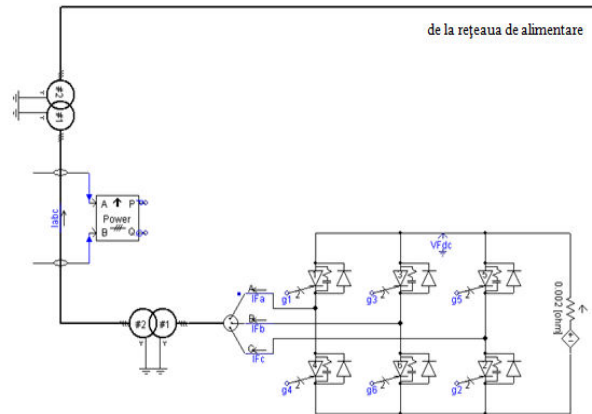 de la rețeaua de alimentare
#2
#1
Iabc
A P
Power
B Q
VFdc
0.002 [ohm]
g1
g3
g5
A
IFa
B
IFb
C
IFc
#2 #1
g4
g6
g2